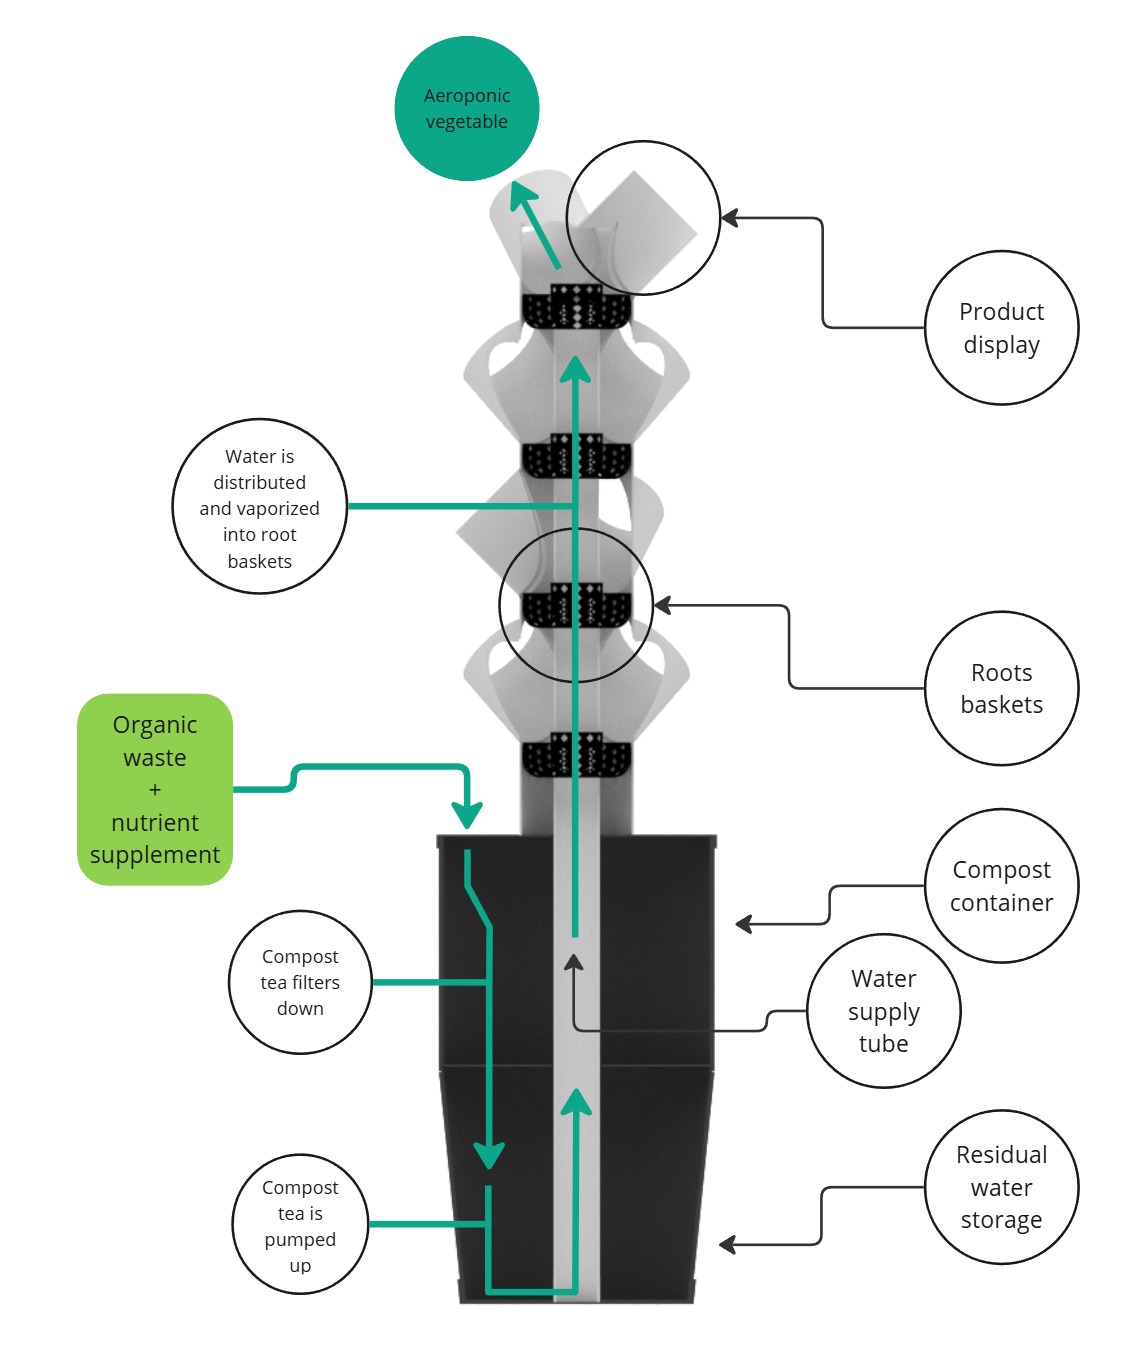 Aeroponic
vegetable
Product
display
Water is
distributed
and vaporized
into root
baskets
Roots
baskets
Organic
waste
+
nutrient
supplement
Compost
container
Compost
tea filters
down
Water
supply
tube
Residual
water
storage
Compost
tea is
pumped
up